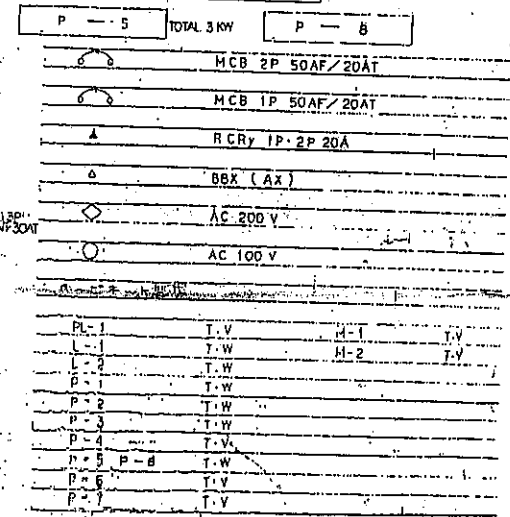 P — 5 TOTAL 3 KW P — 8
MCB 2P 50AF/20AT
MCB 1P 50AF/20AT
RCRy 1P·2P 20A
BBX (AX)
AC 200 V
AC 100 V
PL-1 T·V M-1 T·V
L-1 T·W M-2 T·V
L-2 T·W
P-1 T·W
P-2 T·W
P-3 T·W
P-4 T·V
P-5 P-8 T·W
P-6 T·V
P-7 T·V